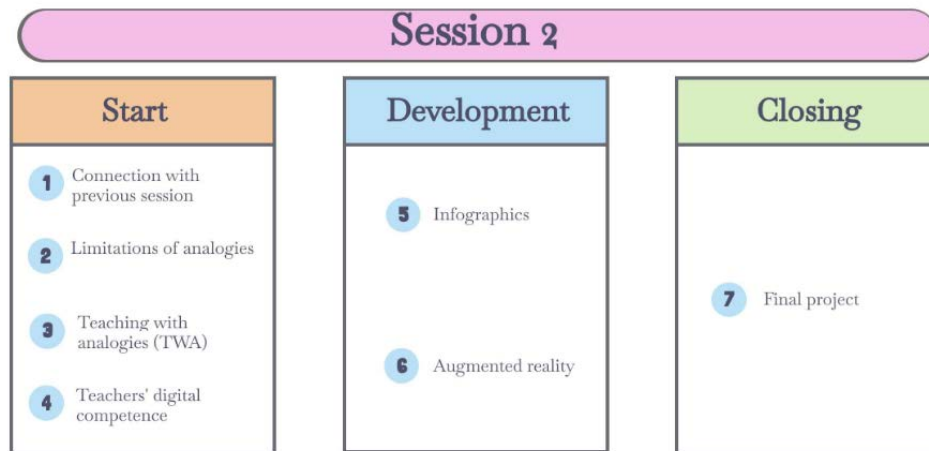 Session 2
Start
1 Connection with
previous session
2 Limitations of analogies
3 Teaching with
analogies (TWA)
4 Teachers' digital
competence
Development
5 Infographics
6 Augmented reality
Closing
7 Final project